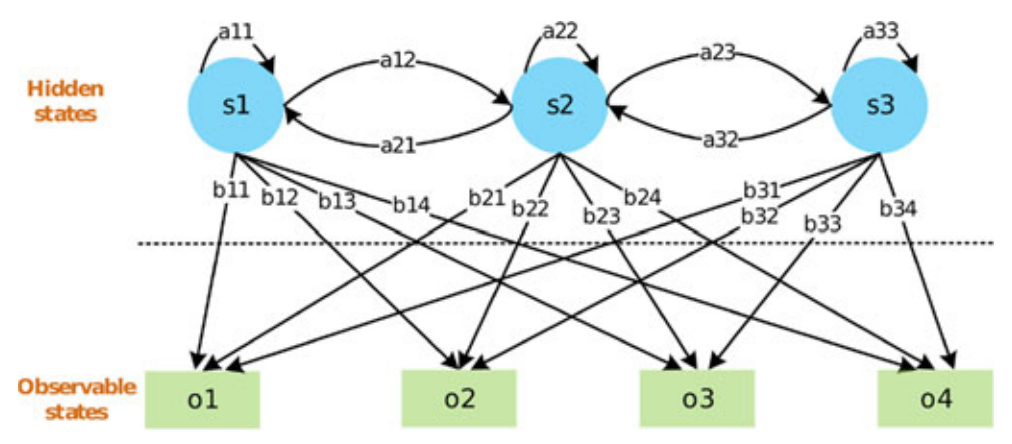 a11
a22
a33
a12
a23
Hidden
states
s1
s2
s3
a21
a32
b11
b12
b13
b14
b21
b22
b23
b24
b31
b32
b33
b34
Observable
states
o1
o2
o3
o4